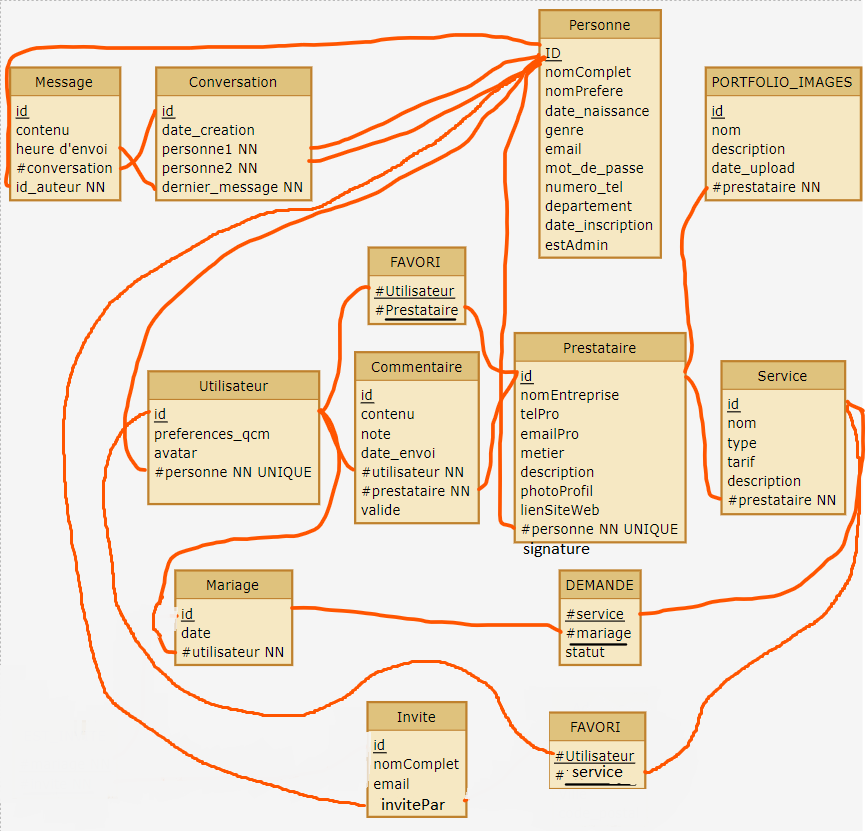 Personne
ID
nomComplet
nomPrefere
date_naissance
genre
email
mot_de_passe
numero_tel
departement
date_inscription
estAdmin
Message
id
contenu
heure d'envoi
#conversation
id_auteur NN
Conversation
id
date_creation
personne1 NN
personne2 NN
dernier_message NN
PORTFOLIO_IMAGES
id
nom
description
date_upload
#prestataire NN
FAVORI
#Utilisateur
#Prestataire
Utilisateur
id
preferences_qcm
avatar
#personne NN UNIQUE
Commentaire
id
contenu
note
date_envoi
#utilisateur NN
#prestataire NN
valide
Prestataire
id
nomEntreprise
telPro
emailPro
metier
description
photoProfil
lienSiteWeb
#personne NN UNIQUE
signature
Service
id
nom
type
tarif
description
#prestataire NN
Mariage
id
date
#utilisateur NN
DEMANDE
#service
#mariage
statut
Invite
id
nomComplet
email
invitePar
FAVORI
#Utilisateur
# service